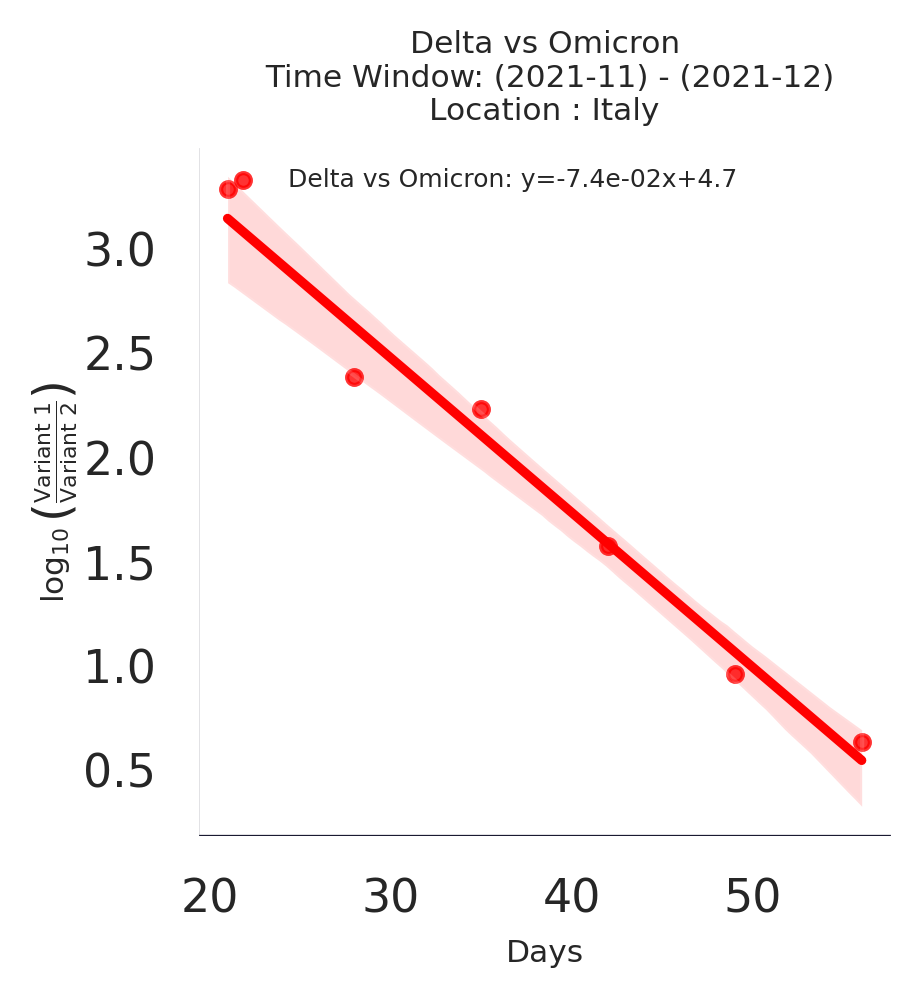 Delta vs Omicron
Time Window: (2021-11) - (2021-12)
Location : Italy
Delta vs Omicron: y=-7.4e-02x+4.7
3.0
2.5
2.0
1.5
1.0
0.5
log10 (Variant 1 / Variant 2)
20 30 40 50
Days